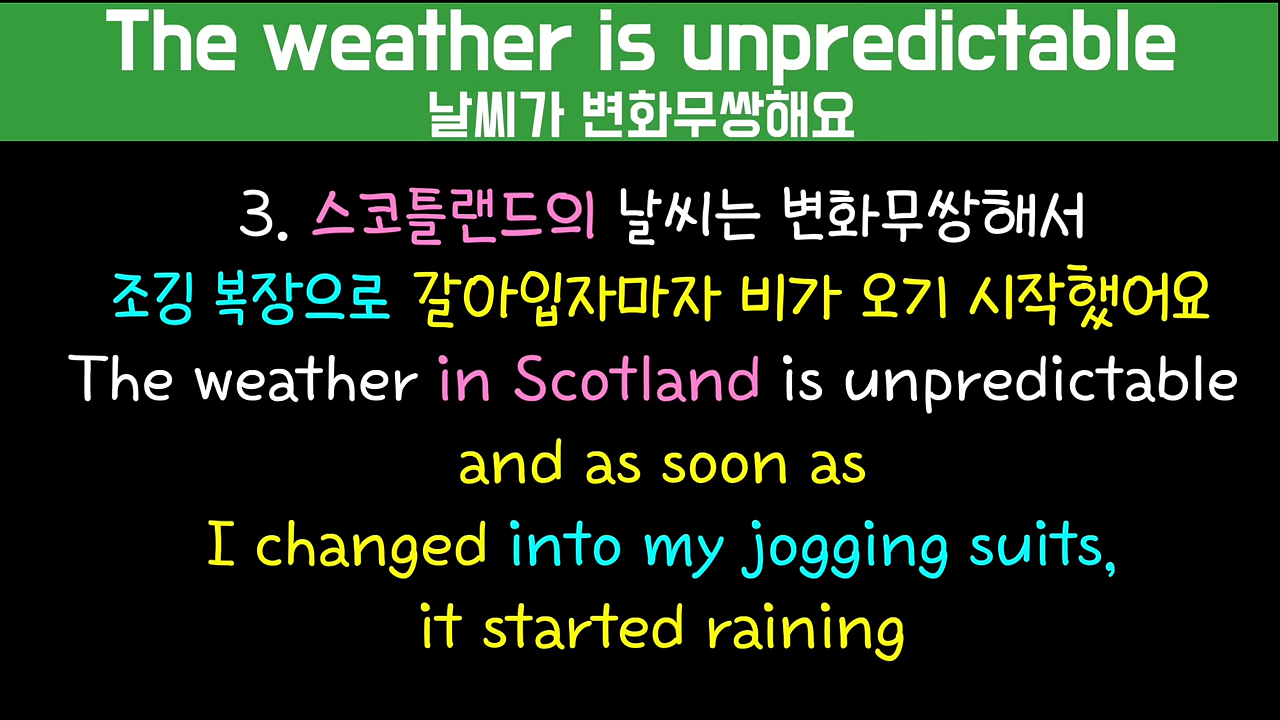 The weather is unpredictable
날씨가 변화무쌍해요
3. 스코틀랜드의 날씨는 변화무쌍해서
조깅 복장으로 갈아입자마자 비가 오기 시작했어요
The weather in Scotland is unpredictable
and as soon as
I changed into my jogging suits,
it started raining